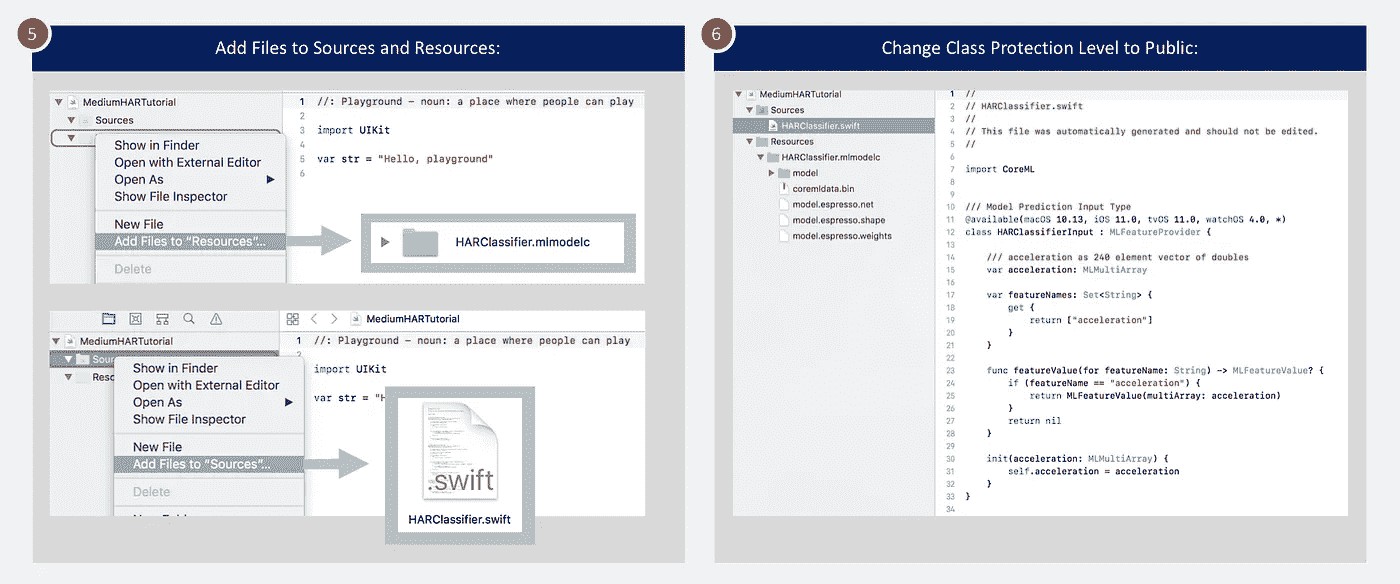 5
Add Files to Sources and Resources:
MediumHARTutorial
Sources
Show in Finder
Open with External Editor
Open As
Show File Inspector
New File
Add Files to “Resources”...
Delete
1 //: Playground - noun: a place where people can play
2
3 import UIKit
4
5 var str = "Hello, playground"
6
HARClassifier.mlmodelc
MediumHARTutorial
MediumHARTutorial
Sour
Resc
Show in Finder
Open with External Editor
Open As
Show File Inspector
New File
Add Files to “Sources”...
Delete
1 //: Playground - noun: a place where people can play
2
import UIKit
var str = "H
.swift
HARClassifier.swift
6
Change Class Protection Level to Public:
MediumHARTutorial
Sources
HARClassifier.swift
Resources
HARClassifier.mlmodelc
model
coremldata.bin
model.espresso.net
model.espresso.shape
model.espresso.weights
1 //
2 // HARClassifier.swift
3 //
4 // This file was automatically generated and should not be edited.
5 //
6
7 import CoreML
8
9
10 /// Model Prediction Input Type
11 @available(macOS 10.13, iOS 11.0, tvOS 11.0, watchOS 4.0, *)
12 class HARClassifierInput : MLFeatureProvider {
13
14 /// acceleration as 240 element vector of doubles
15 var acceleration: MLMultiArray
16
17 var featureNames: Set<String> {
18 get {
19 return ["acceleration"]
20 }
21 }
22
23 func featureValue(for featureName: String) -> MLFeatureValue? {
24 if (featureName == "acceleration") {
25 return MLFeatureValue(multiArray: acceleration)
26 }
27 return nil
28 }
29
30 init(acceleration: MLMultiArray) {
31 self.acceleration = acceleration
32 }
33 }
34